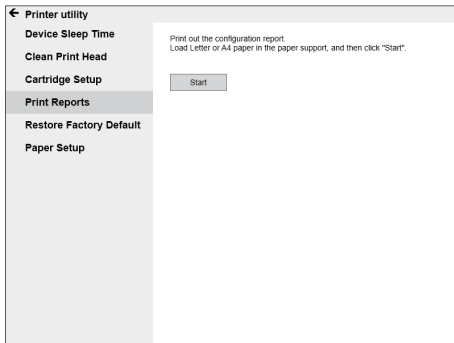 Printer utility
Device Sleep Time
Clean Print Head
Cartridge Setup
Print Reports
Restore Factory Default
Paper Setup
Print out the configuration report.
Load Letter or A4 paper in the paper support, and then click "Start".
Start